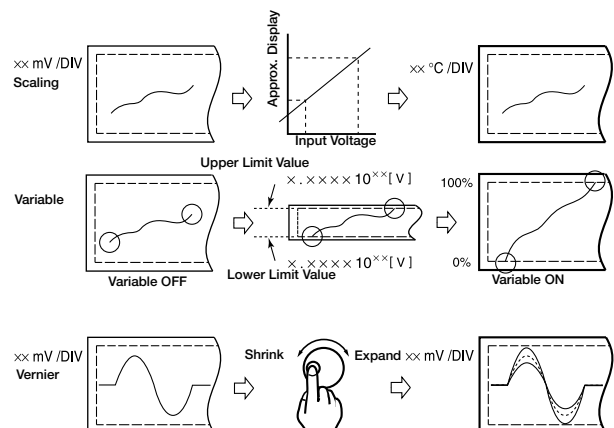 ×× mV /DIV
Scaling
Approx. Display
Input Voltage
×× °C /DIV
Variable
Variable OFF
Upper Limit Value
×.×××× 10××[ V ]
Lower Limit Value
×.×××× 10××[ V ]
100%
0%
Variable ON
×× mV /DIV
Vernier
Shrink
Expand
×× mV /DIV